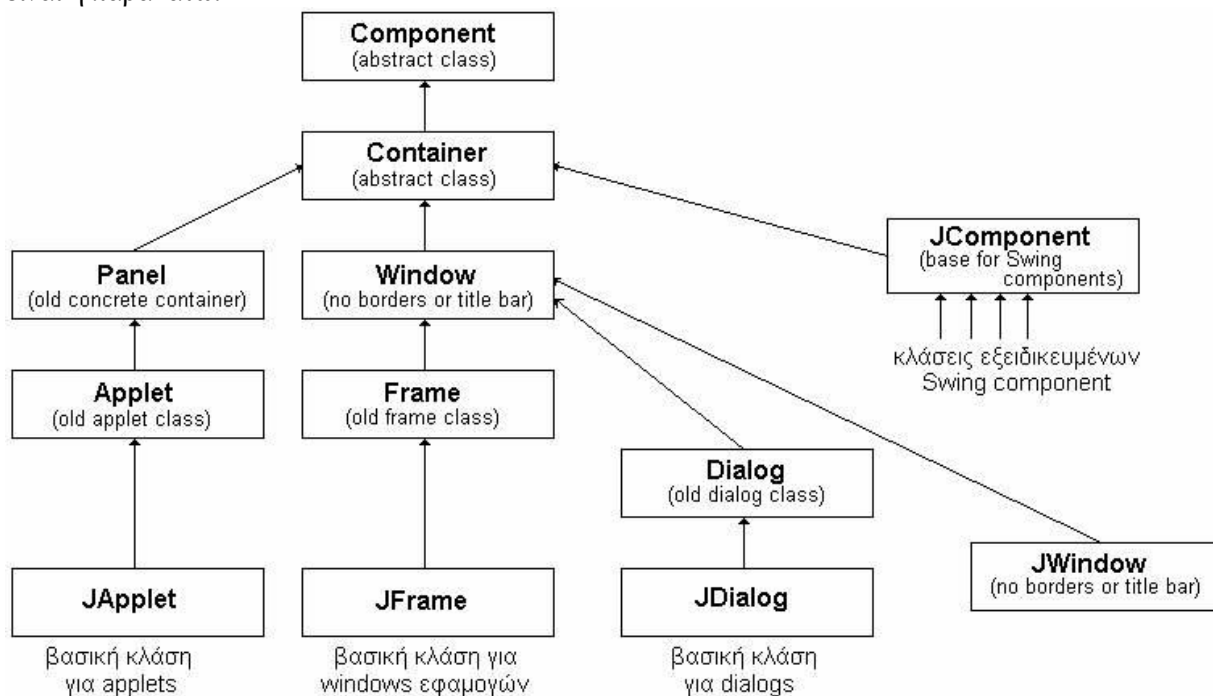 Component
(abstract class)
Container
(abstract class)
JComponent
(base for Swing
components)
Panel
(old concrete container)
Window
(no borders or title bar)
κλάσεις εξειδικευμένων
Swing component
Applet
(old applet class)
Frame
(old frame class)
Dialog
(old dialog class)
JWindow
(no borders or title bar)
JApplet
JFrame
JDialog
βασική κλάση
για applets
βασική κλάση για
windows εφαμογών
βασική κλάση
για dialogs